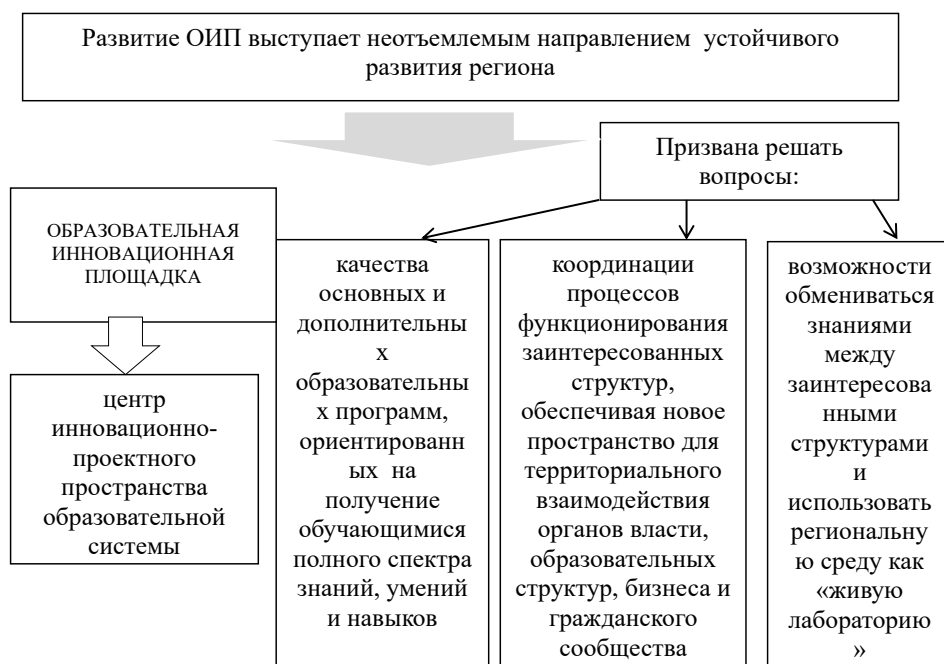 Развитие ОИП выступает неотъемлемым направлением устойчивого
развития региона
Призвана решать
вопросы:
ОБРАЗОВАТЕЛЬНАЯ
ИННОВАЦИОННАЯ
ПЛОЩАДКА
центр
инновационно-
проектного
пространства
образовательной
системы
качества
основных и
дополнительны
х
образовательны
х программ,
ориентированн
ых на
получение
обучающимися
полного спектра
знаний, умений
и навыков
координации
процессов
функционирования
заинтересованных
структур,
обеспечивая новое
пространство для
территориального
взаимодействия
органов власти,
образовательных
структур, бизнеса и
гражданского
сообщества
возможности
обмениваться
знаниями
между
заинтересова
нными
структурами
и
использовать
региональну
ю среду как
«живую
лабораторию
»